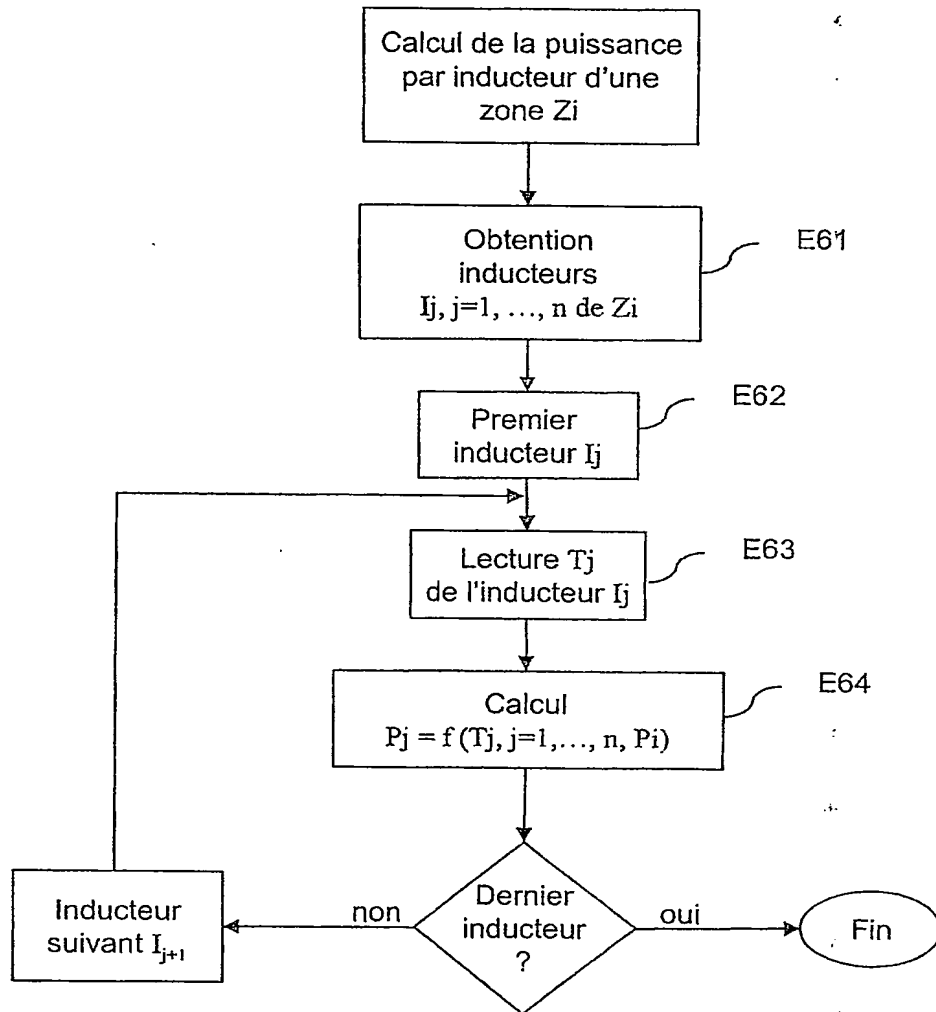 Calcul de la puissance
par inducteur d'une
zone Zi
Obtention
inducteurs
Ij, j=1, ..., n de Zi
E61
Premier
inducteur Ij
E62
Lecture Tj
de l'inducteur Ij
E63
Calcul
Pj = f (Tj, j=1,..., n, Pi)
E64
Dernier
inducteur
?
non
oui
Inducteur
suivant Ij+1
Fin